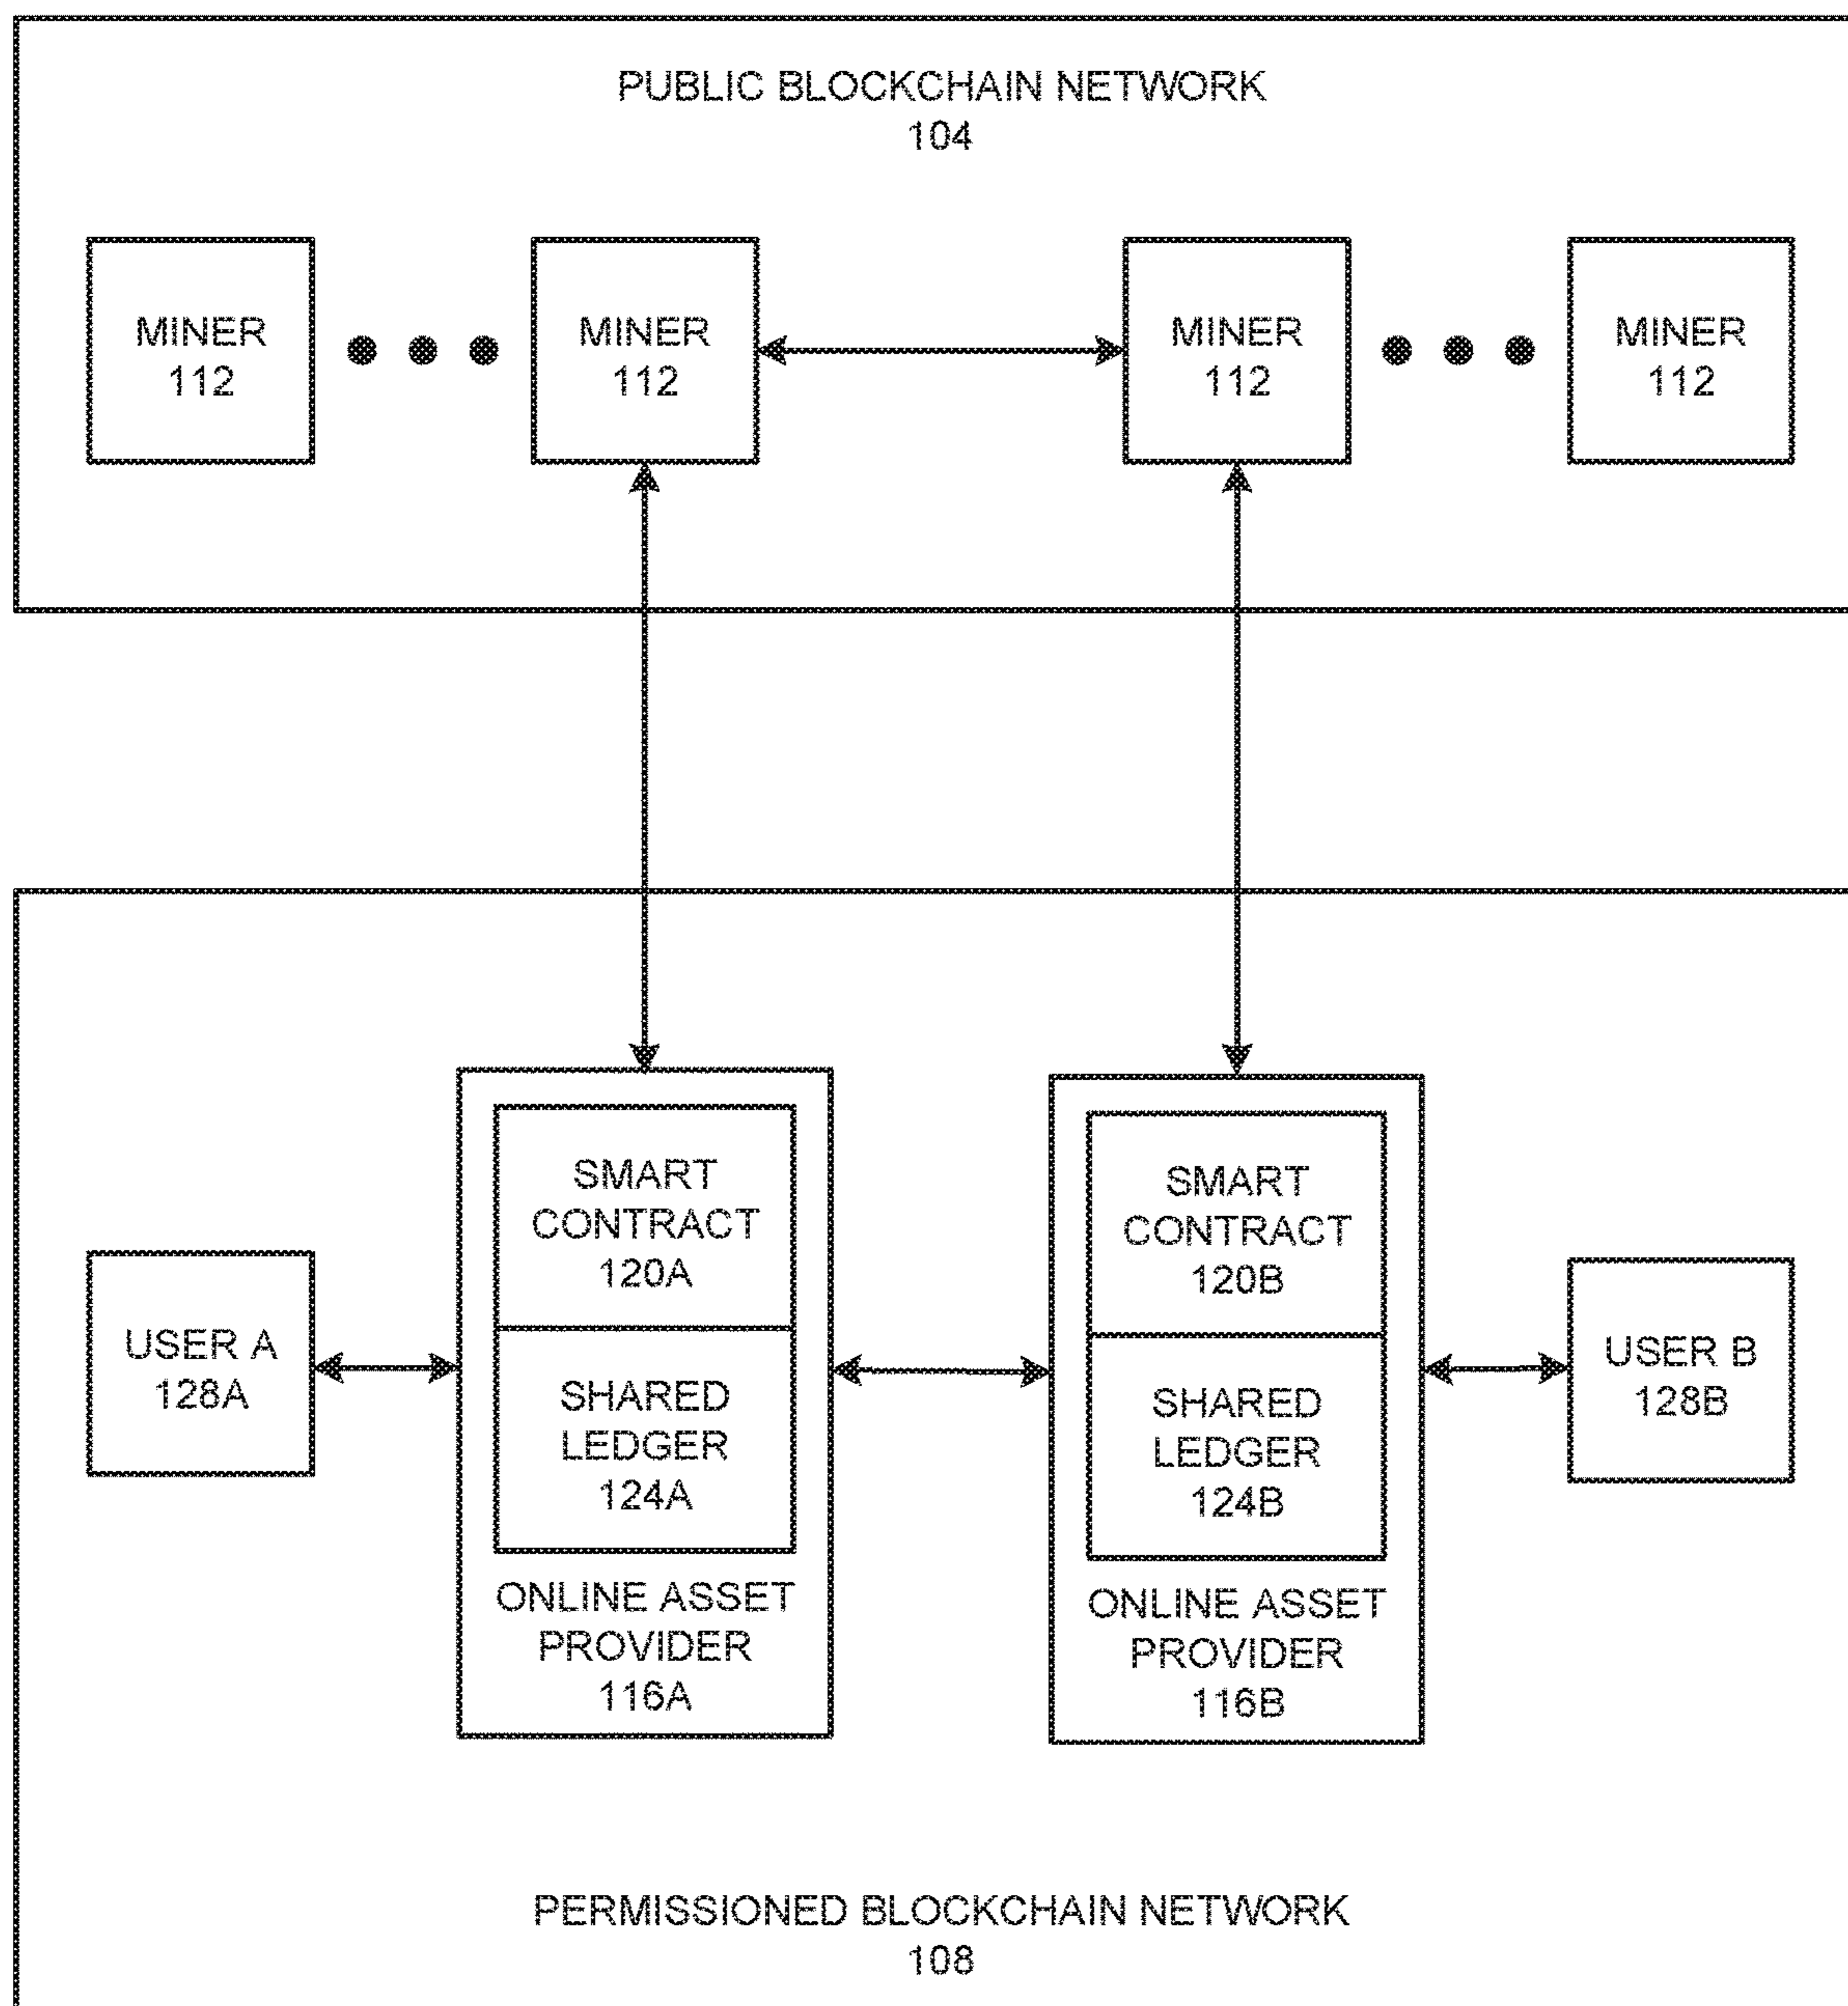 PUBLIC BLOCKCHAIN NETWORK
104
MINER
112
MINER
112
MINER
112
MINER
112
SMART
CONTRACT
120A
SHARED
LEDGER
124A
ONLINE ASSET
PROVIDER
116A
SMART
CONTRACT
120B
SHARED
LEDGER
124B
ONLINE ASSET
PROVIDER
116B
USER A
128A
USER B
128B
PERMISSIONED BLOCKCHAIN NETWORK
108